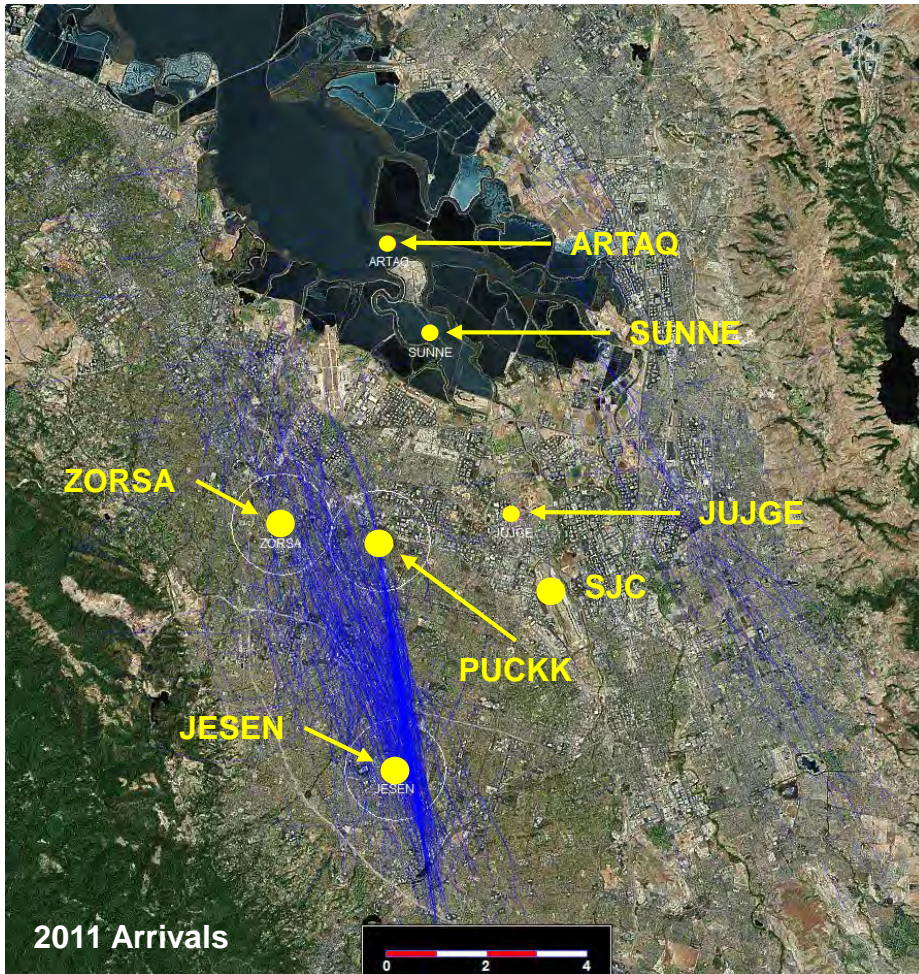 ARTAQ
ARTAQ
SUNNE
SUNNE
ZORSA
ZORSA
JUJGE
JUJGE
SJC
PUCKK
JESEN
JESEN
2011 Arrivals
0 2 4